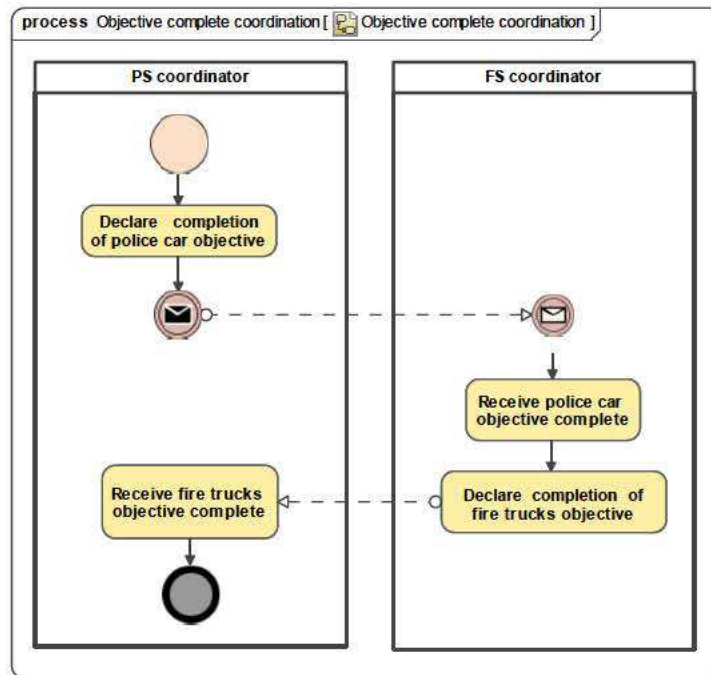 process Objective complete coordination [ Objective complete coordination ]
PS coordinator
FS coordinator
Declare completion
of police car objective
Receive police car
objective complete
Receive fire trucks
objective complete
Declare completion of
fire trucks objective